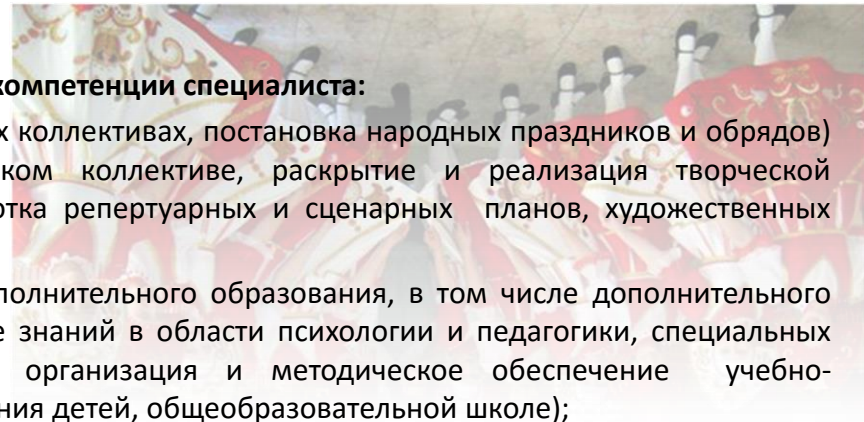 компетенции специалиста:
х коллективах, постановка народных праздников и обрядов)
ком коллективе, раскрытие и реализация творческой
отка репертуарных и сценарных планов, художественных
полнительного образования, в том числе дополнительного
е знаний в области психологии и педагогики, специальных
организация и методическое обеспечение учебно-
ния детей, общеобразовательной школе);